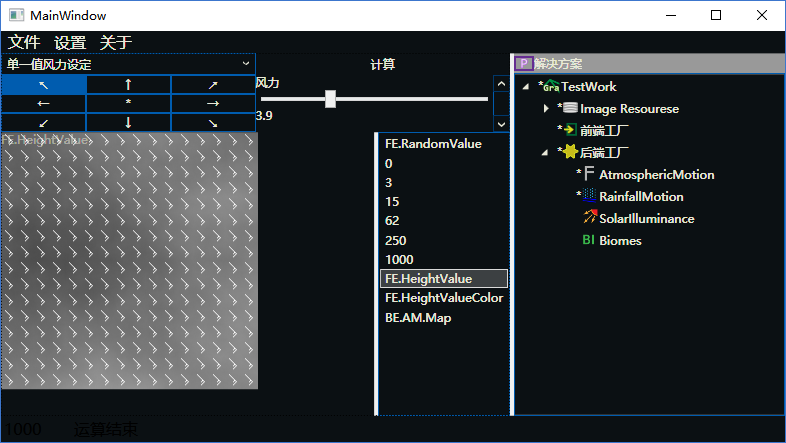 MainWindow
文件 设置 关于
单一值风力设定
计算
风力
3.9
FE.HeightValue
FE.RandomValue
0
3
15
62
250
1000
FE.HeightValue
FE.HeightValueColor
BE.AM.Map
P 解决方案
*Gra TestWork
*Image Resourese
*前端工厂
*后端工厂
*F AtmosphericMotion
*RainfallMotion
SolarIlluminance
BI Biomes
1000 运算结束